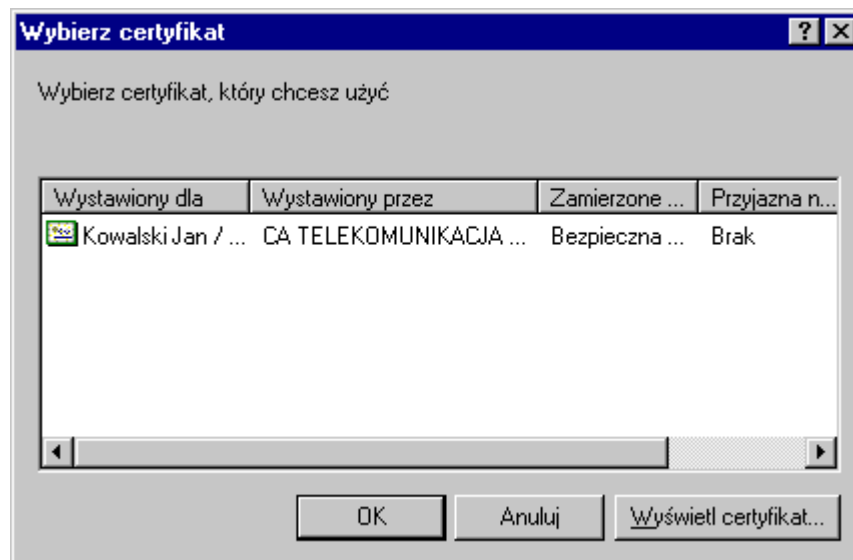 Wybierz certyfikat
Wybierz certyfikat, który chcesz użyć
Wystawiony dla Wystawiony przez Zamierzone ... Przyjazna n...
Kowalski Jan / ... CA TELEKOMUNIKACJA ... Bezpieczna ... Brak
OK Anuluj Wyświetl certyfikat...